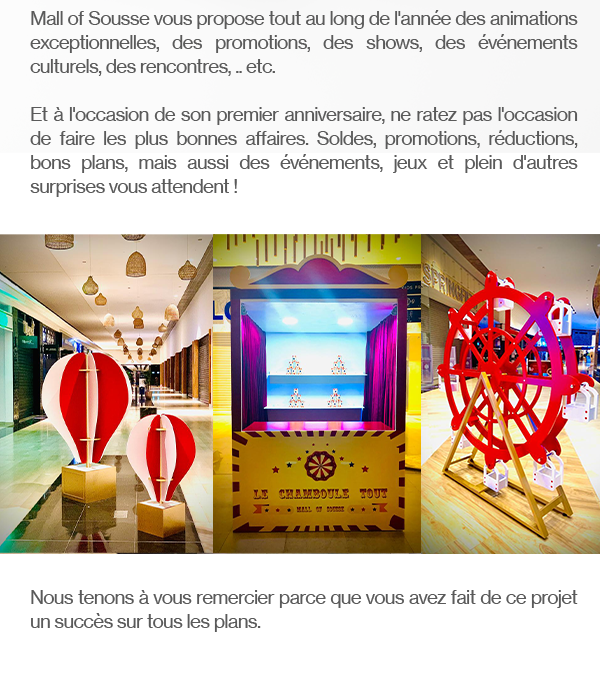 Mall of Sousse vous propose tout au long de l'année des animations
exceptionnelles, des promotions, des shows, des événements
culturels, des rencontres, .. etc.
Et à l'occasion de son premier anniversaire, ne ratez pas l'occasion
de faire les plus bonnes affaires. Soldes, promotions, réductions,
bons plans, mais aussi des événements, jeux et plein d'autres
surprises vous attendent !
LE CHAMBOULE TOUT
MALL OF SOUSSE
Nous tenons à vous remercier parce que vous avez fait de ce projet
un succès sur tous les plans.